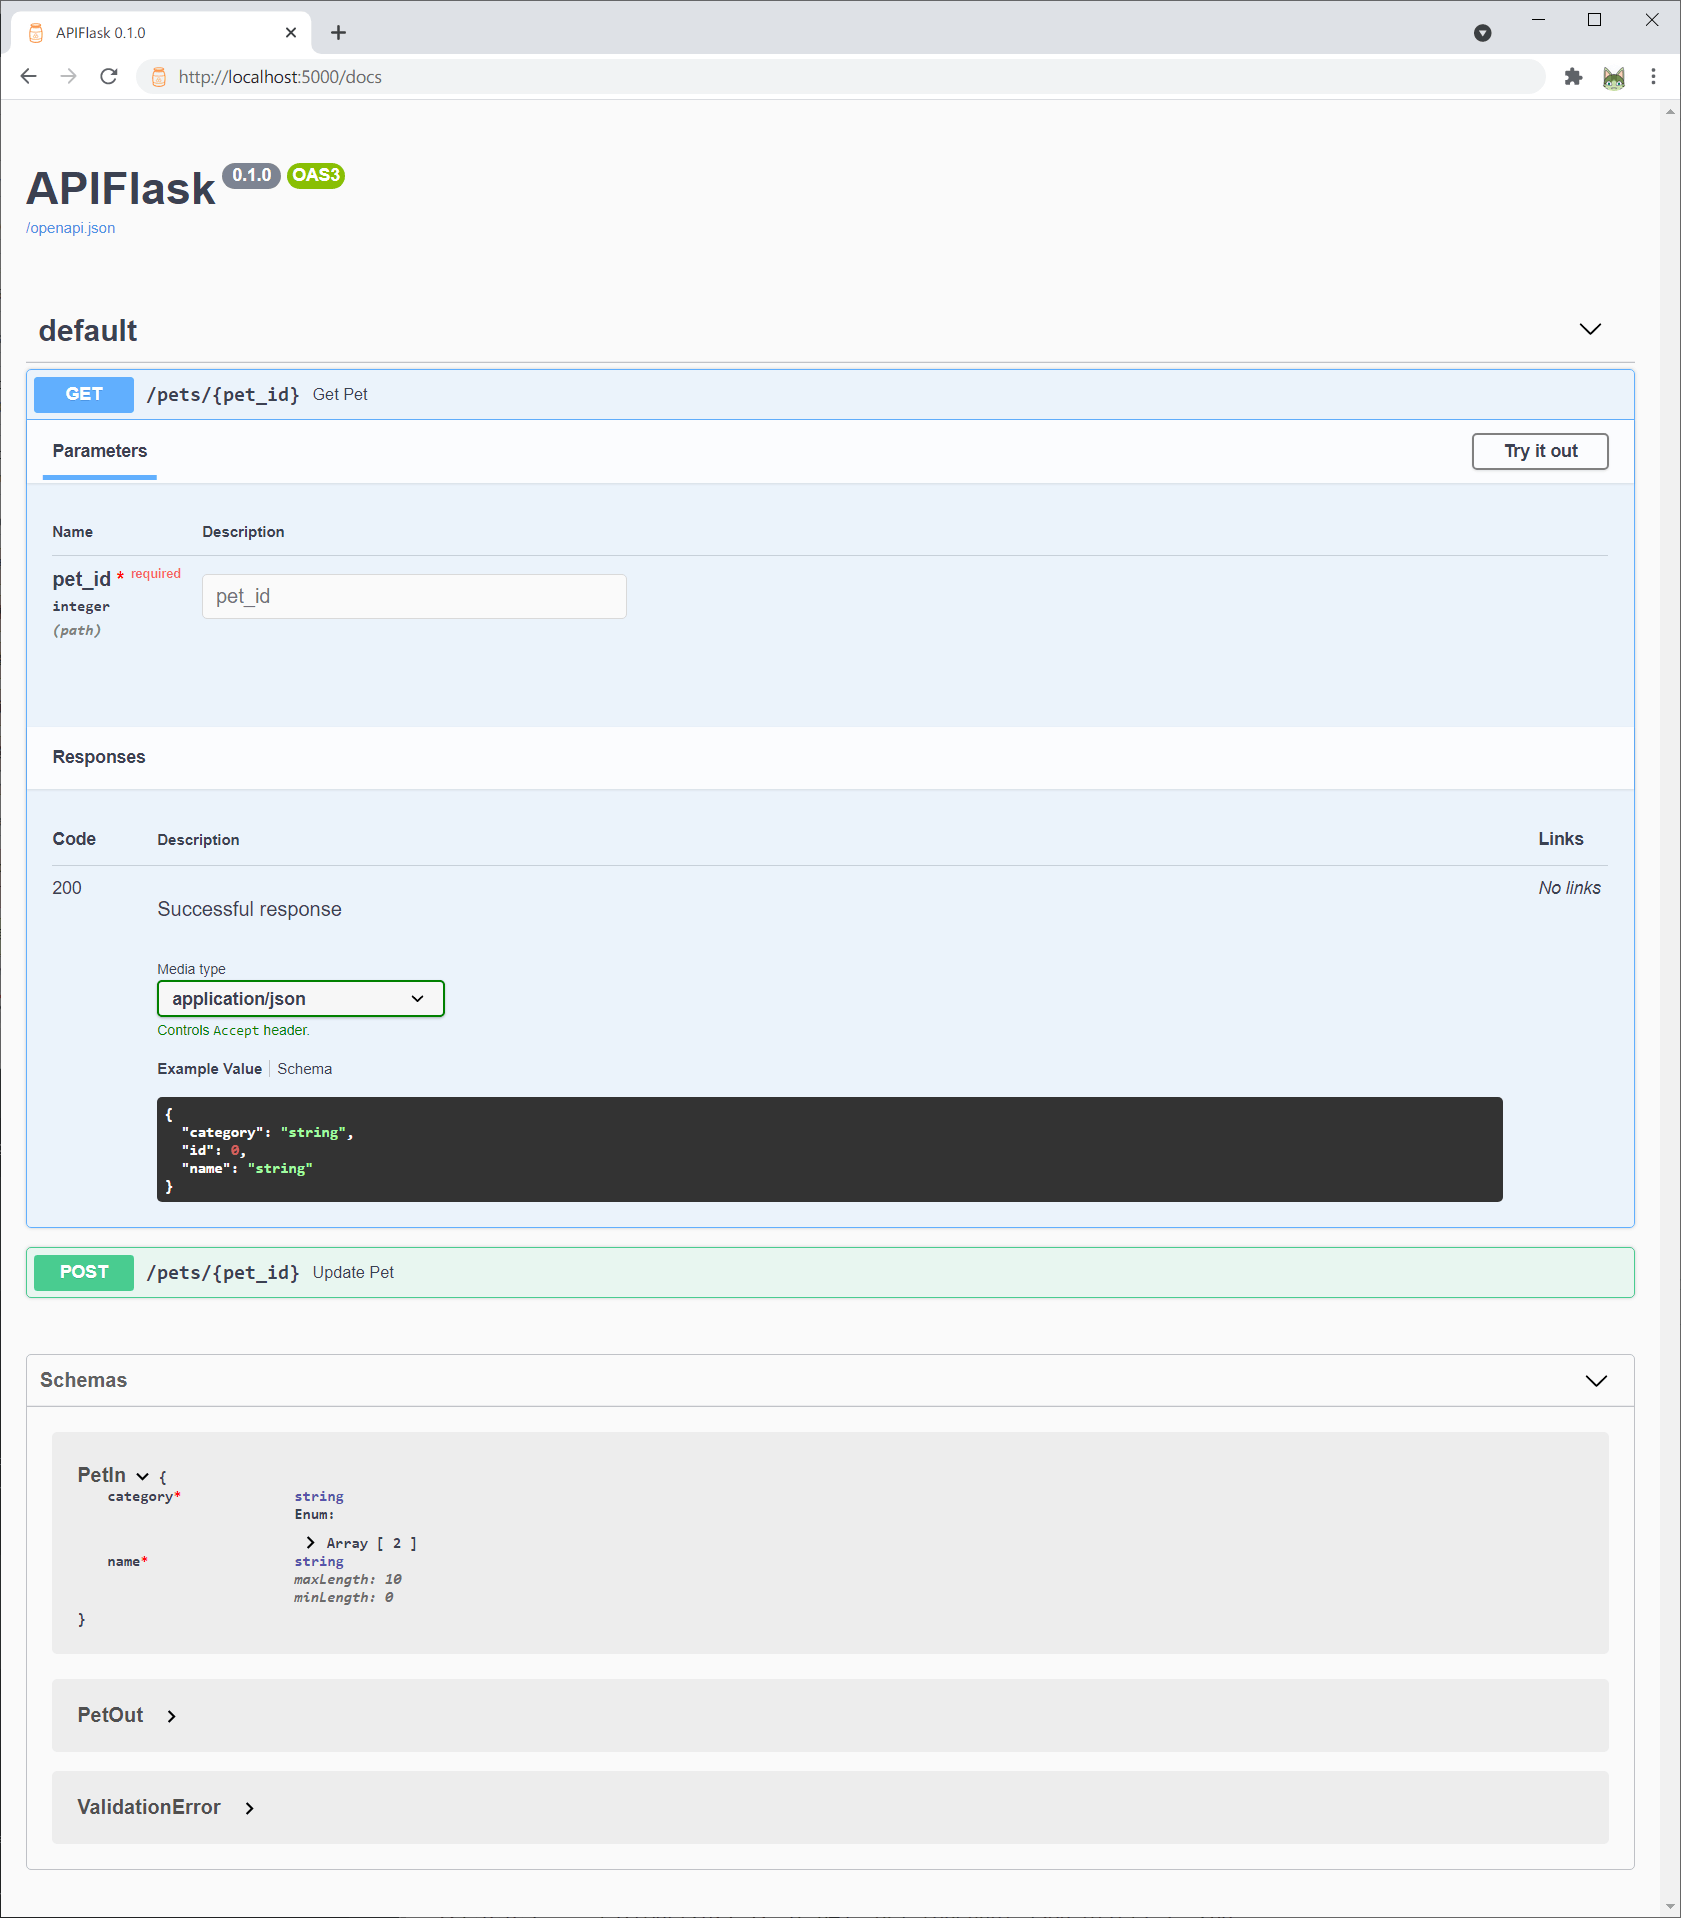 APIFlask 0.1.0
http://localhost:5000/docs
APIFlask 0.1.0 OAS3
/openapi.json
default
GET /pets/{pet_id} Get Pet
Parameters Try it out
Name Description
pet_id * required
integer
(path)
pet_id
Responses
Code Description Links
200 No links
Successful response
Media type
application/json
Controls Accept header.
Example Value Schema
{
"category": "string",
"id": 0,
"name": "string"
}
POST /pets/{pet_id} Update Pet
Schemas
PetIn {
category* string
Enum:
Array [ 2 ]
name* string
maxLength: 10
minLength: 0
}
PetOut
ValidationError